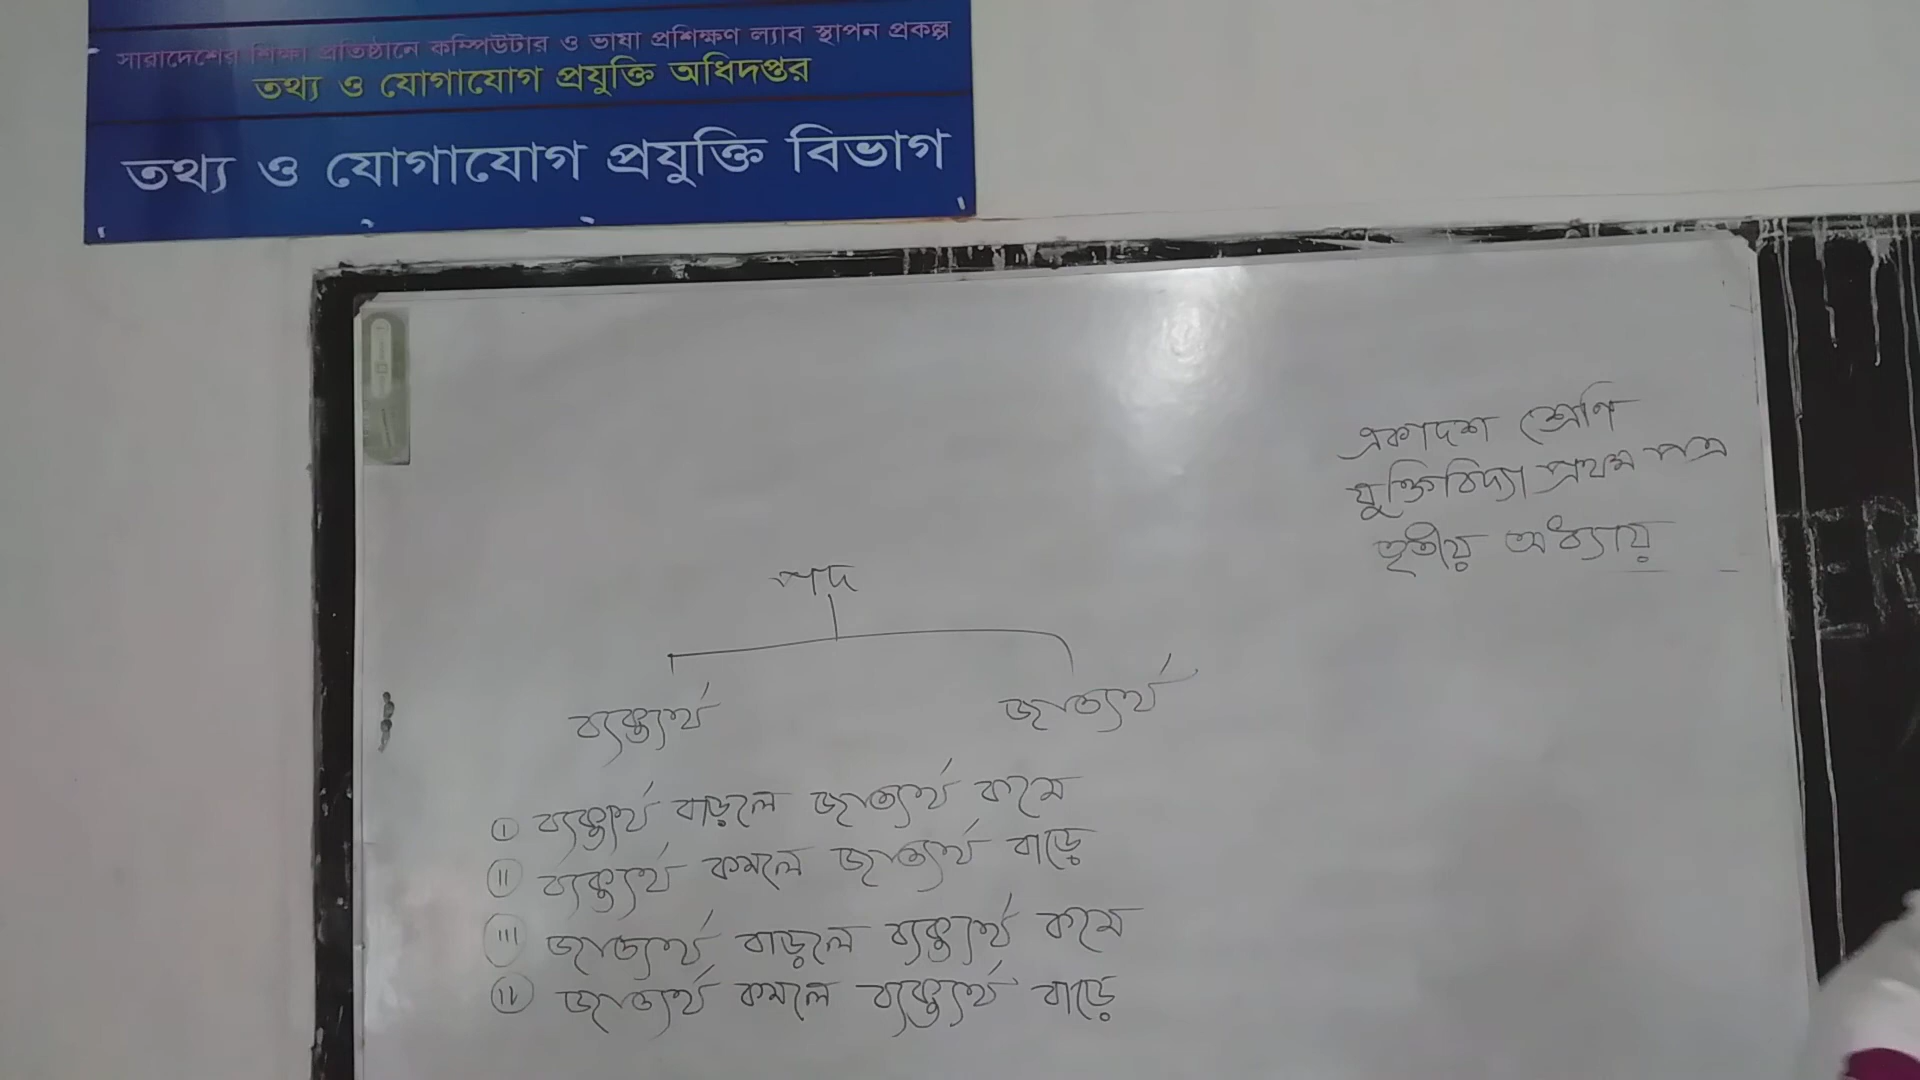 সারাদেশের শিক্ষা প্রতিষ্ঠানে কম্পিউটার ও ভাষা প্রশিক্ষণ ল্যাব স্থাপন প্রকল্প
তথ্য ও যোগাযোগ প্রযুক্তি অধিদপ্তর
তথ্য ও যোগাযোগ প্রযুক্তি বিভাগ
একাদশ শ্রেণি
যুক্তিবিদ্যা প্রথম পত্র
তৃতীয় অধ্যায়
পদ
ব্যক্ত্যর্থ জাত্যর্থ
i ব্যক্ত্যর্থ বাড়লে জাত্যর্থ কমে
ii ব্যক্ত্যর্থ কমলে জাত্যর্থ বাড়ে
iii জাত্যর্থ বাড়লে ব্যক্ত্যর্থ কমে
iv জাত্যর্থ কমলে ব্যক্ত্যর্থ বাড়ে